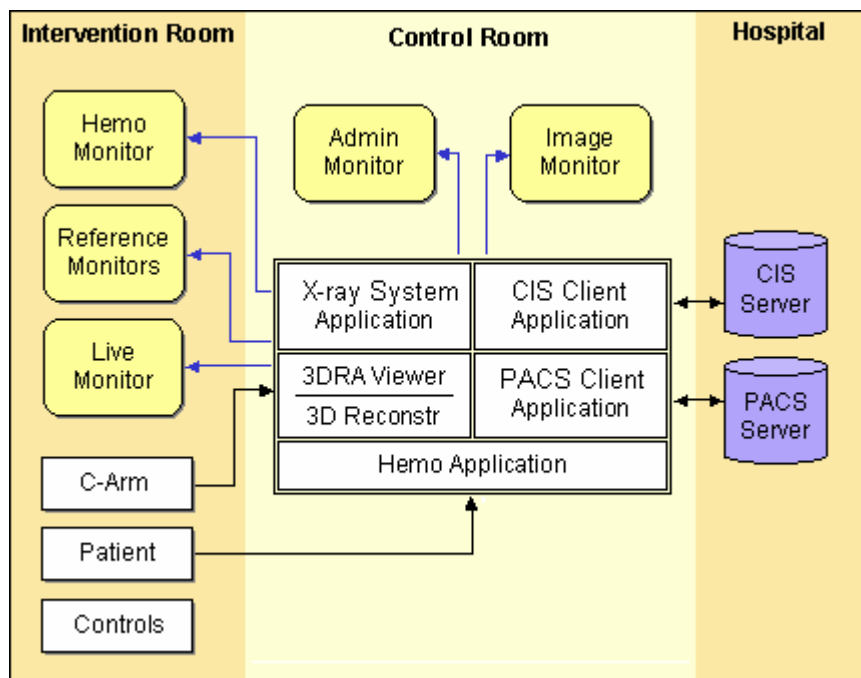 Intervention Room
Control Room
Hospital
Hemo
Monitor
Reference
Monitors
Live
Monitor
C-Arm
Patient
Controls
Admin
Monitor
Image
Monitor
X-ray System
Application
CIS Client
Application
3DRA Viewer
3D Reconstr
PACS Client
Application
Hemo Application
CIS
Server
PACS
Server